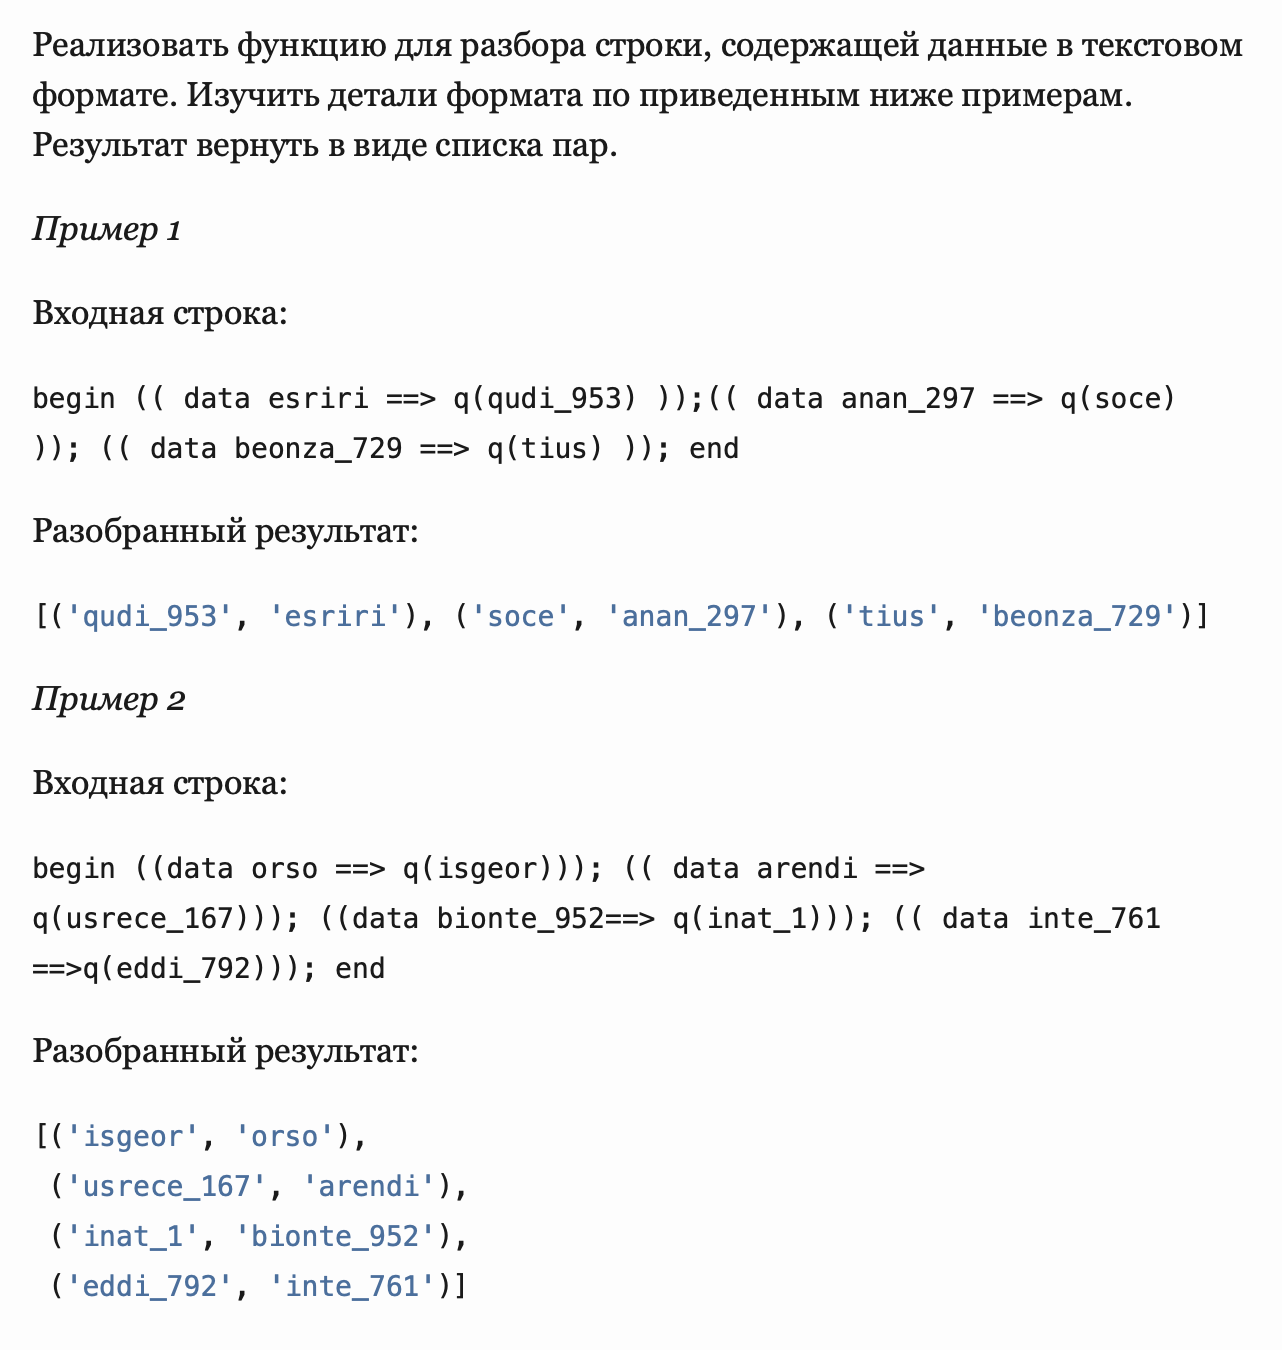 Реализовать функцию для разбора строки, содержащей данные в текстовом
формате. Изучить детали формата по приведенным ниже примерам.
Результат вернуть в виде списка пар.
Пример 1
Входная строка:
begin (( data esriri ==> q(qudi_953) ));(( data anan_297 ==> q(soce)
)); (( data beonza_729 ==> q(tius) )); end
Разобранный результат:
[('qudi_953', 'esriri'), ('soce', 'anan_297'), ('tius', 'beonza_729')]
Пример 2
Входная строка:
begin ((data orso ==> q(isgeor))); (( data arendi ==>
q(usrece_167))); ((data bionte_952==> q(inat_1))); (( data inte_761
==>q(eddi_792))); end
Разобранный результат:
[('isgeor', 'orso'),
('usrece_167', 'arendi'),
('inat_1', 'bionte_952'),
('eddi_792', 'inte_761')]